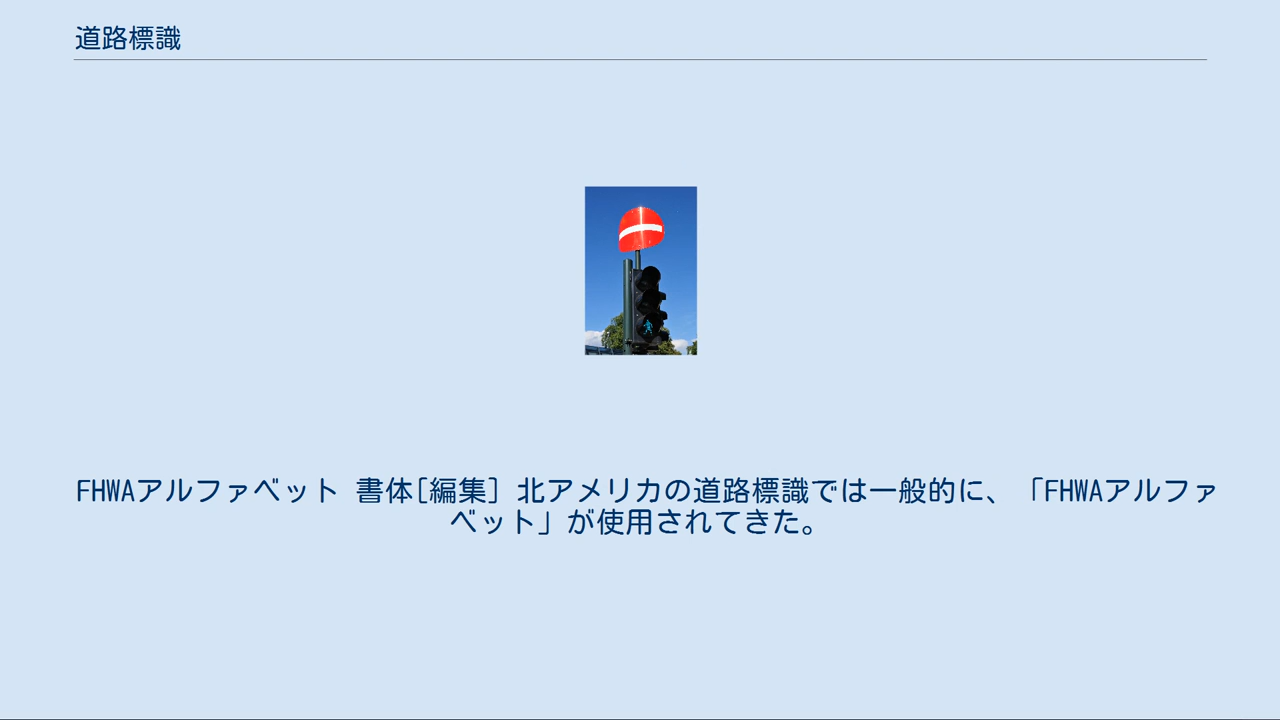 道路標識
FHWAアルファベット 書体[編集] 北アメリカの道路標識では一般的に、「FHWAアルファ
ベット」が使用されてきた。